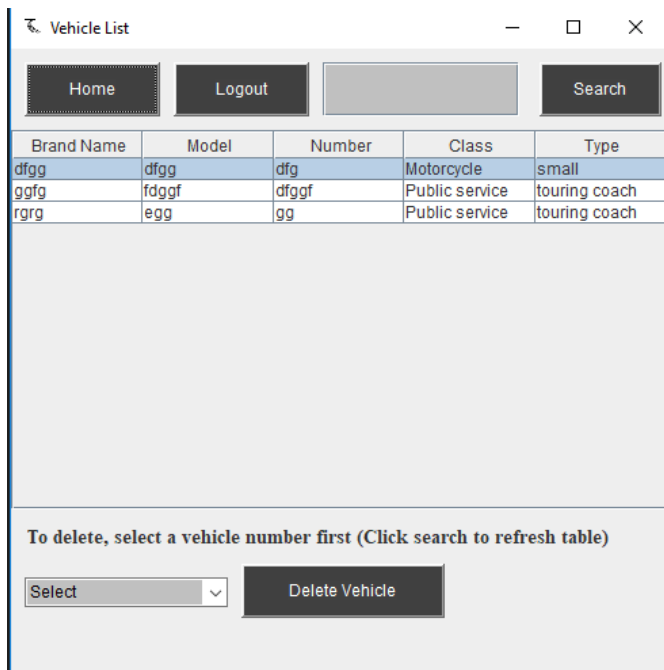 Vehicle List
Home Logout Search
Brand Name Model Number Class Type
dfgg dfgg dfg Motorcycle small
ggfg fdggf dfggf Public service touring coach
rgrg egg gg Public service touring coach
To delete, select a vehicle number first (Click search to refresh table)
Select Delete Vehicle